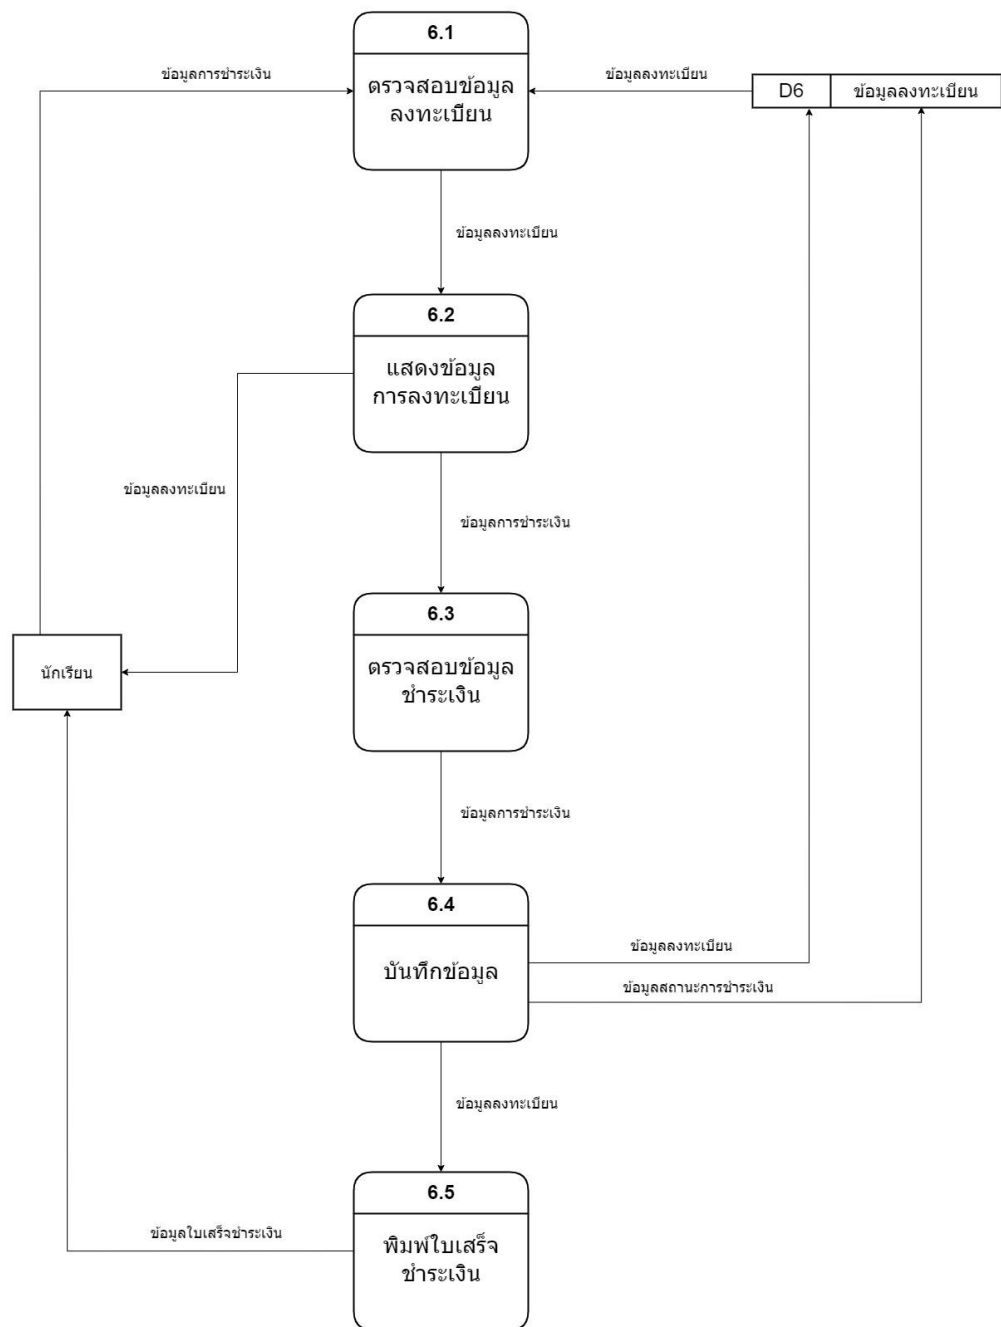 6.1
ข้อมูลการชำระเงิน
ข้อมูลลงทะเบียน
ตรวจสอบข้อมูล
ลงทะเบียน
D6
ข้อมูลลงทะเบียน
ข้อมูลลงทะเบียน
6.2
แสดงข้อมูล
การลงทะเบียน
ข้อมูลลงทะเบียน
ข้อมูลการชำระเงิน
6.3
ตรวจสอบข้อมูล
ชำระเงิน
นักเรียน
ข้อมูลการชำระเงิน
6.4
บันทึกข้อมูล
ข้อมูลลงทะเบียน
ข้อมูลสถานะการชำระเงิน
ข้อมูลลงทะเบียน
6.5
ข้อมูลใบเสร็จชำระเงิน
พิมพ์ใบเสร็จ
ชำระเงิน